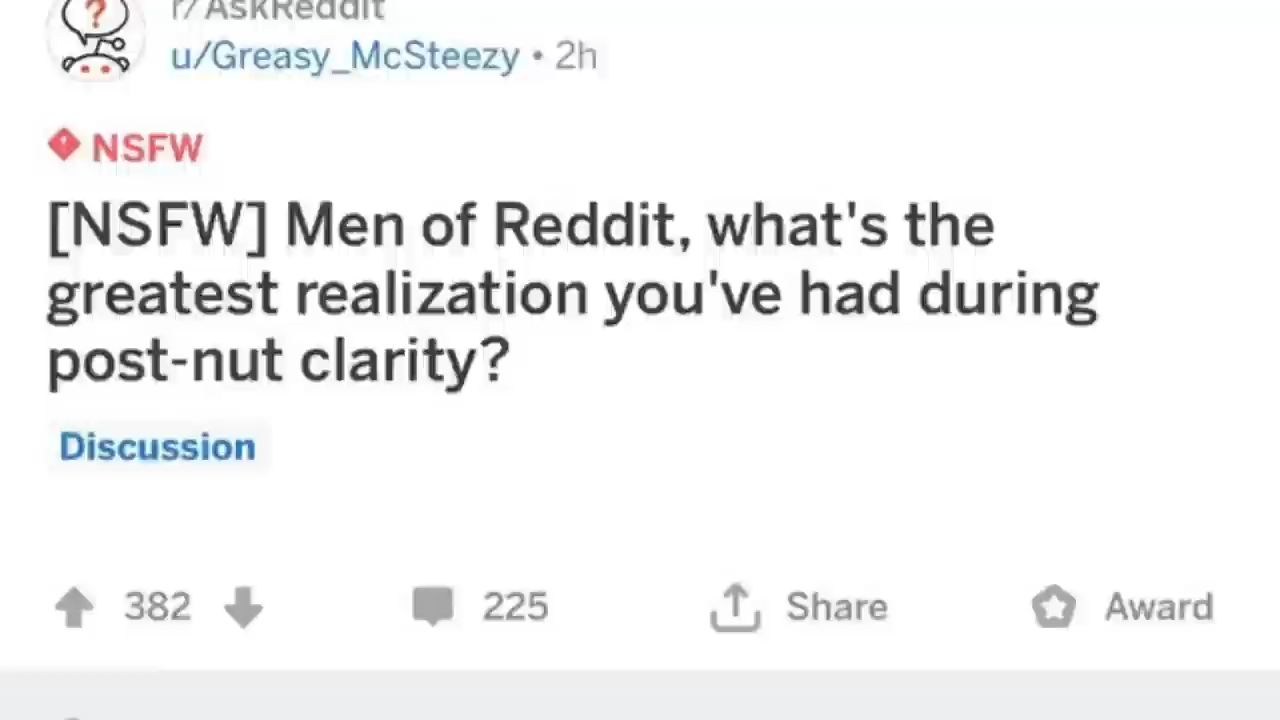 r/AskReddit
u/Greasy_McSteezy • 2h
NSFW
[NSFW] Men of Reddit, what's the
greatest realization you've had during
post-nut clarity?
Discussion
382 225 Share Award